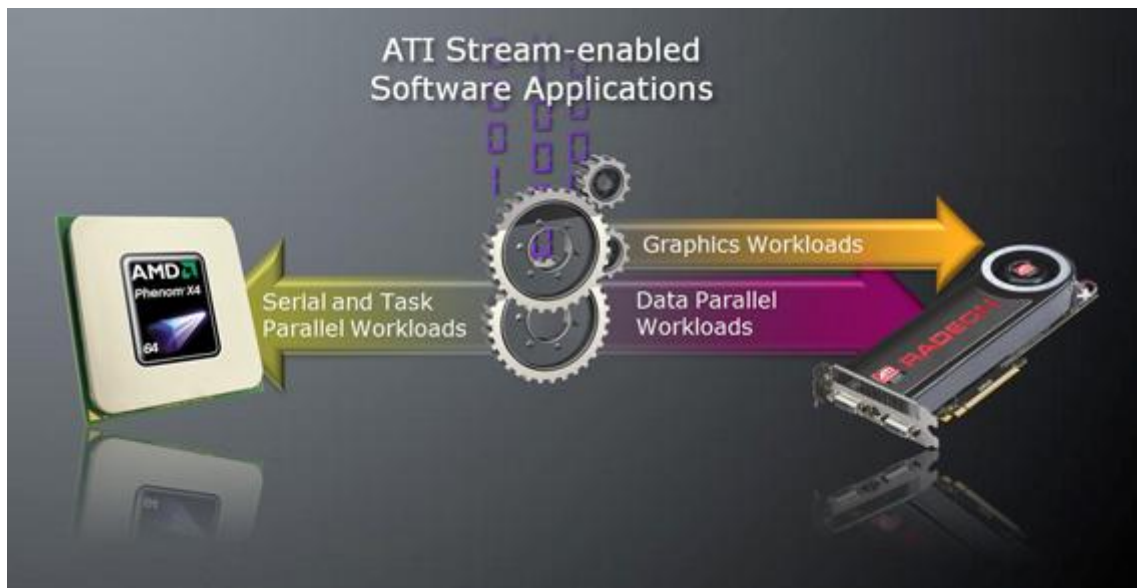 ATI Stream-enabled
Software Applications
Graphics Workloads
AMD
Phenom X4
64
Serial and Task
Parallel Workloads
Data Parallel
Workloads
RADEON
ATI